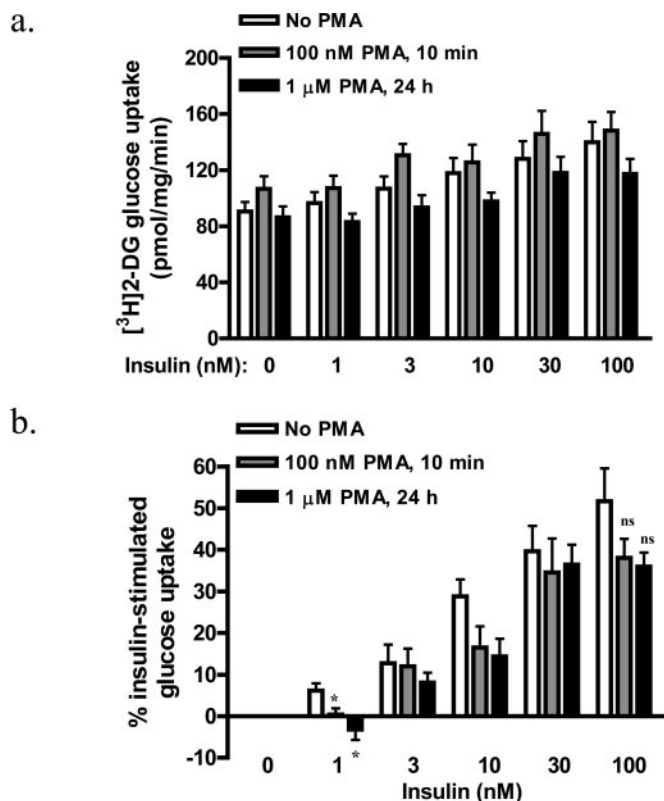 a.
No PMA
100 nM PMA, 10 min
1 µM PMA, 24 h
[³H]2-DG glucose uptake
(pmol/mg/min)
200
160
120
80
40
0
Insulin (nM): 0 1 3 10 30 100
b.
No PMA
100 nM PMA, 10 min
1 µM PMA, 24 h
% insulin-stimulated
glucose uptake
60
50
40
30
20
10
0
-10
*
*
ns
ns
0 1 3 10 30 100
Insulin (nM)